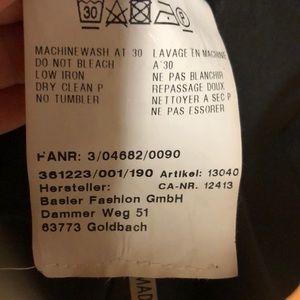 30
MACHINEWASH AT 30 LAVAGE EN MACHINE
DO NOT BLEACH A'30
LOW IRON NE PAS BLANCHIR
DRY CLEAN P REPASSAGE DOUX
NO TUMBLER NETTOYER A SEC P
NE PAS ESSORER
FANR: 3/04682/0090
361223/001/190 Artikel: 13040
Hersteller: CA-NR. 12413
Basler Fashion GmbH
Dammer Weg 51
63773 Goldbach
MAD